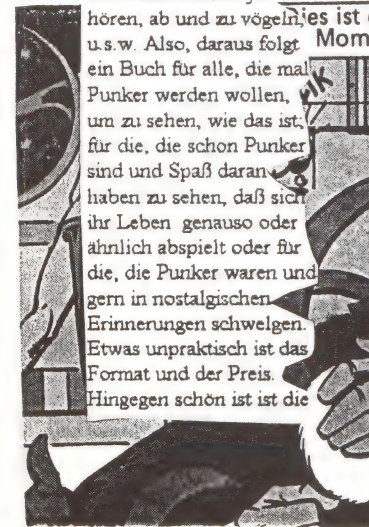 hören, ab und zu vögeln,
u.s.w. Also, daraus folgt
ein Buch für alle, die mal
Punker werden wollen,
um zu sehen, wie das ist,
für die, die schon Punker
sind und Spaß daran
haben zu sehen, daß sich
ihr Leben genauso oder
ähnlich abspielt oder für
die, die Punker waren und
gern in nostalgischen
Erinnerungen schwelgen.
Etwas unpraktisch ist das
Format und der Preis.
Hingegen schön ist ist die
ies ist
Mom